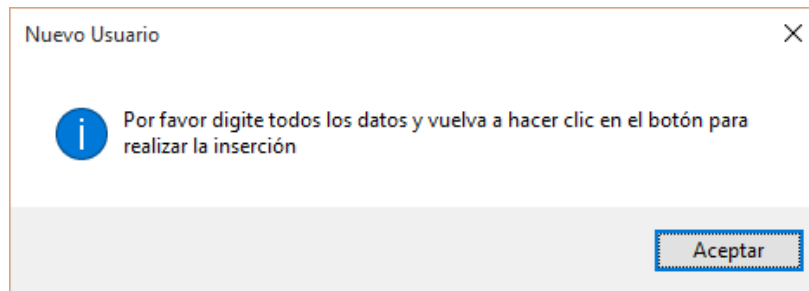 Nuevo Usuario
Por favor digite todos los datos y vuelva a hacer clic en el botón para
realizar la inserción
Aceptar